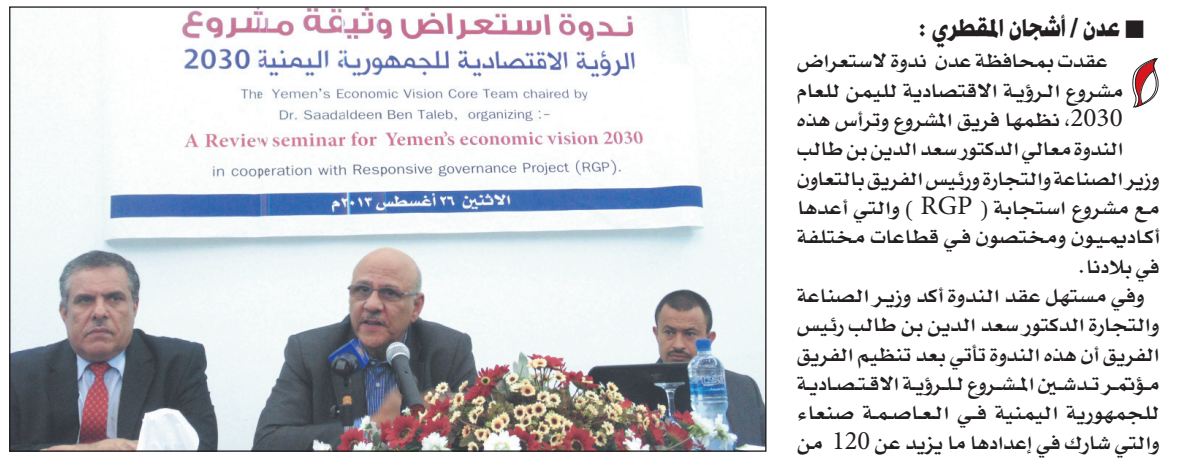 ندوة استعراض وثيقة مشروع
الرؤية الاقتصادية للجمهورية اليمنية 2030
The Yemen's Economic Vision Core Team chaired by
Dr. Saadaldeen Ben Taleb, organizing :-
A Review seminar for Yemen's economic vision 2030
in cooperation with Responsive governance Project (RGP).
الاثنين ٢٦ أغسطس ٢٠١٣م
■ عدن / أشجان المقطري :
عقدت بمحافظة عدن ندوة لاستعراض
مشروع الرؤية الاقتصادية لليمن للعام
2030، نظمها فريق المشروع وترأس هذه
الندوة معالي الدكتور سعد الدين بن طالب
وزير الصناعة والتجارة ورئيس الفريق بالتعاون
مع مشروع استجابة ( RGP ) والتي أعدها
أكاديميون ومختصون في قطاعات مختلفة
في بلادنا .
وفي مستهل عقد الندوة أكد وزير الصناعة
والتجارة الدكتور سعد الدين بن طالب رئيس
الفريق أن هذه الندوة تأتي بعد تنظيم الفريق
مؤتمر تدشين المشروع للرؤية الاقتصادية
للجمهورية اليمنية في العاصمة صنعاء
والتي شارك في إعدادها ما يزيد عن 120 من